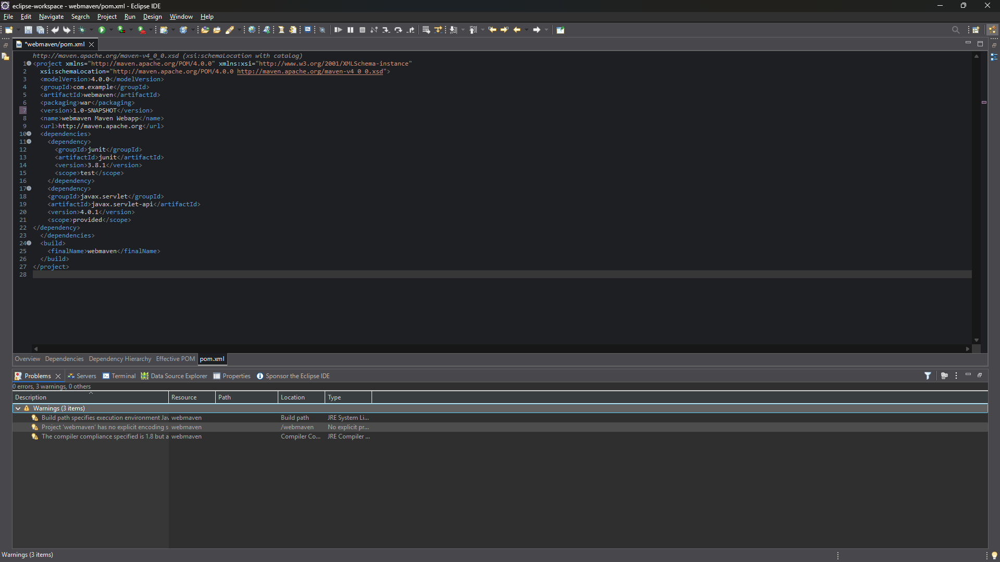 eclipse-workspace - webmaven/pom.xml - Eclipse IDE
File Edit Navigate Search Project Run Design Window Help
*webmaven/pom.xml
http://maven.apache.org/maven-v4_0_0.xsd (xsi:schemaLocation with catalog)
1 <project xmlns="http://maven.apache.org/POM/4.0.0" xmlns:xsi="http://www.w3.org/2001/XMLSchema-instance"
2 xsi:schemaLocation="http://maven.apache.org/POM/4.0.0 http://maven.apache.org/maven-v4_0_0.xsd">
3 <modelVersion>4.0.0</modelVersion>
4 <groupId>com.example</groupId>
5 <artifactId>webmaven</artifactId>
6 <packaging>war</packaging>
7 <version>1.0-SNAPSHOT</version>
8 <name>webmaven Maven Webapp</name>
9 <url>http://maven.apache.org</url>
10 <dependencies>
11 <dependency>
12 <groupId>junit</groupId>
13 <artifactId>junit</artifactId>
14 <version>3.8.1</version>
15 <scope>test</scope>
16 </dependency>
17 <dependency>
18 <groupId>javax.servlet</groupId>
19 <artifactId>javax.servlet-api</artifactId>
20 <version>4.0.1</version>
21 <scope>provided</scope>
22 </dependency>
23 </dependencies>
24 <build>
25 <finalName>webmaven</finalName>
26 </build>
27 </project>
28
Overview Dependencies Dependency Hierarchy Effective POM pom.xml
Problems Servers Terminal Data Source Explorer Properties Sponsor the Eclipse IDE
0 errors, 3 warnings, 0 others
Description Resource Path Location Type
Warnings (3 items)
Build path specifies execution environment Jav webmaven Build path JRE System Li...
Project 'webmaven' has no explicit encoding s webmaven /webmaven No explicit pr...
The compiler compliance specified is 1.8 but a webmaven Compiler Co... JRE Compiler ...
Warnings (3 items)